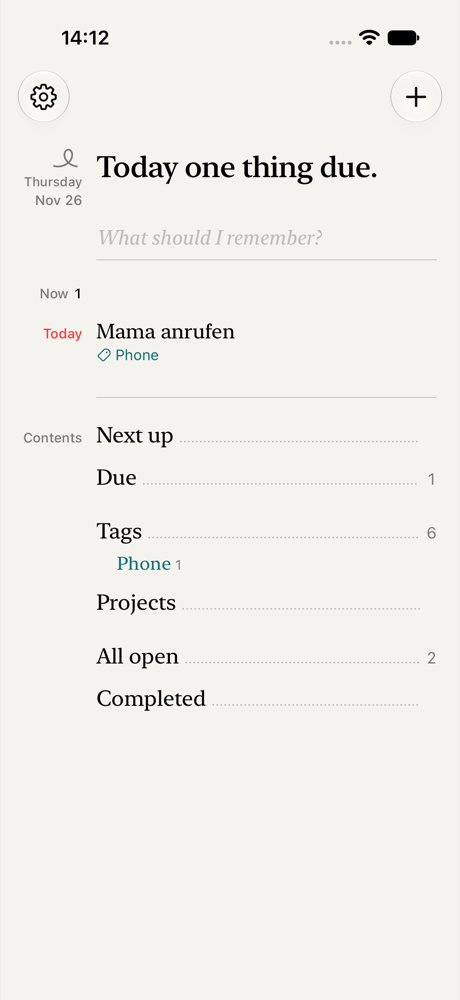 14:12
Today one thing due.
Thursday
Nov 26
What should I remember?
Now 1
Today Mama anrufen
Phone
Contents Next up
Due 1
Tags 6
Phone 1
Projects
All open 2
Completed